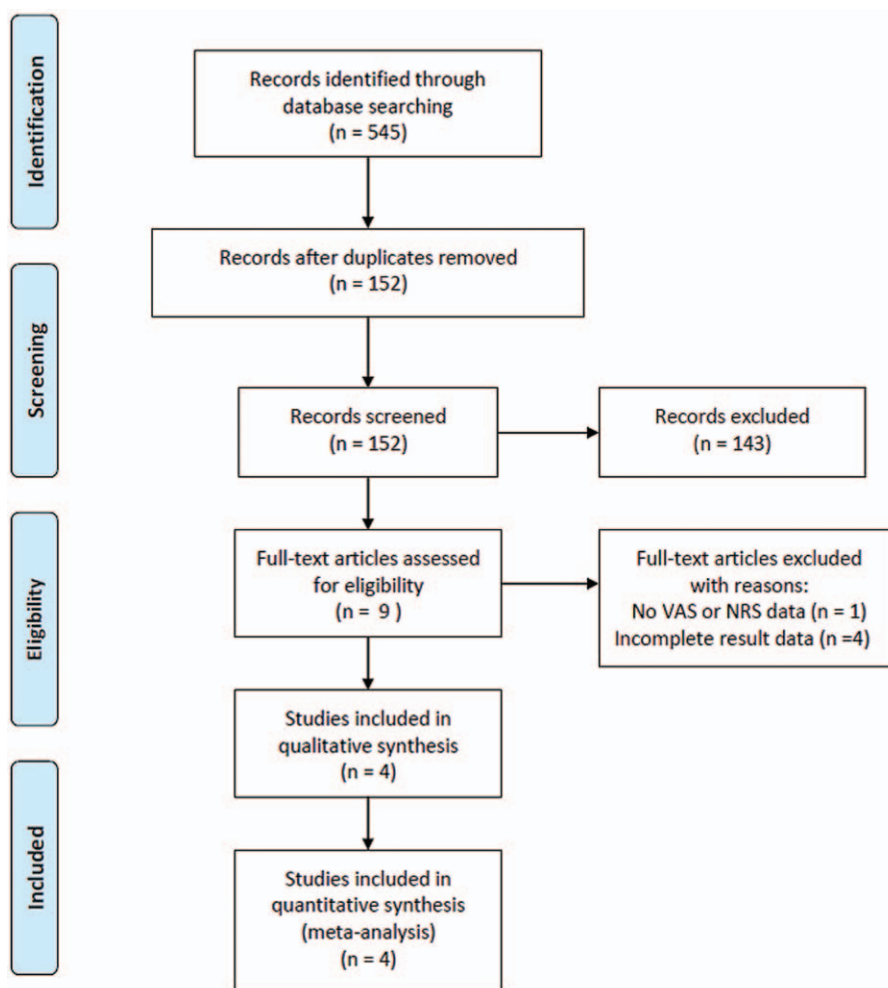 Identification
Records identified through
database searching
(n = 545)
Records after duplicates removed
(n = 152)
Screening
Records screened
(n = 152)
Records excluded
(n = 143)
Eligibility
Full-text articles assessed
for eligibility
(n = 9 )
Full-text articles excluded
with reasons:
No VAS or NRS data (n = 1)
Incomplete result data (n =4)
Studies included in
qualitative synthesis
(n = 4)
Included
Studies included in
quantitative synthesis
(meta-analysis)
(n = 4)